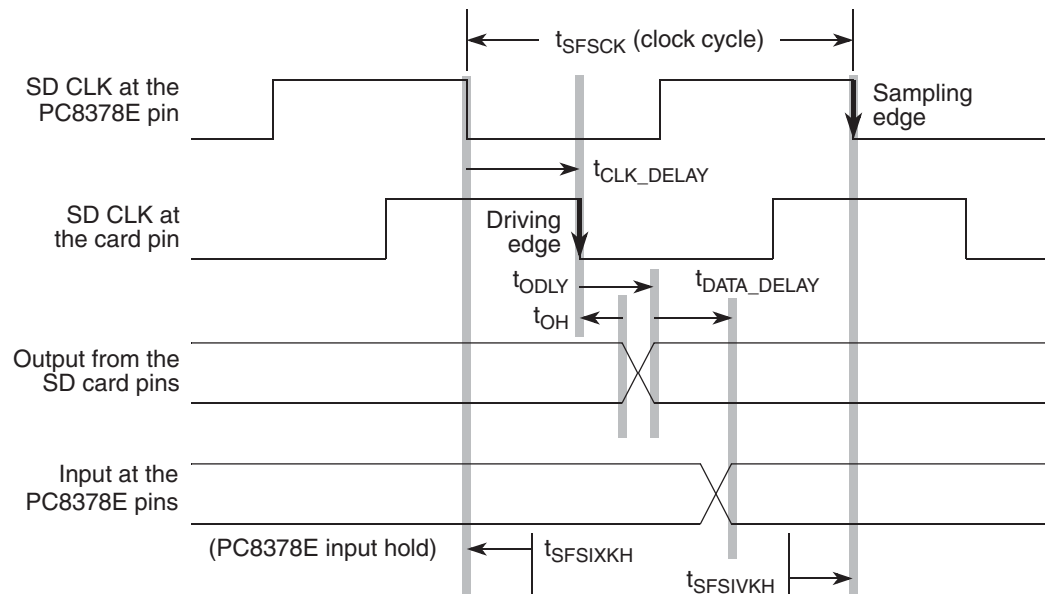 tSFSCK (clock cycle)
SD CLK at the
PC8378E pin
Sampling
edge
tCLK_DELAY
SD CLK at
the card pin
Driving
edge
tODLY
tDATA_DELAY
tOH
Output from the
SD card pins
Input at the
PC8378E pins
(PC8378E input hold)
tSFSIXKH
tSFSIVKH